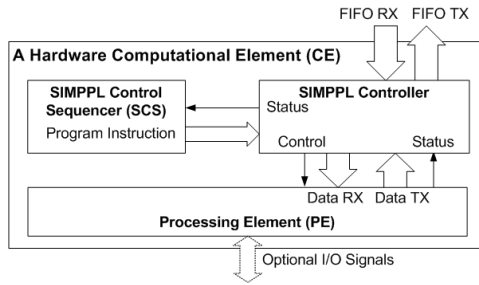 FIFO RX FIFO TX
A Hardware Computational Element (CE)
SIMPPL Control
Sequencer (SCS)
Program Instruction
SIMPPL Controller
Status
Control Status
Data RX Data TX
Processing Element (PE)
Optional I/O Signals